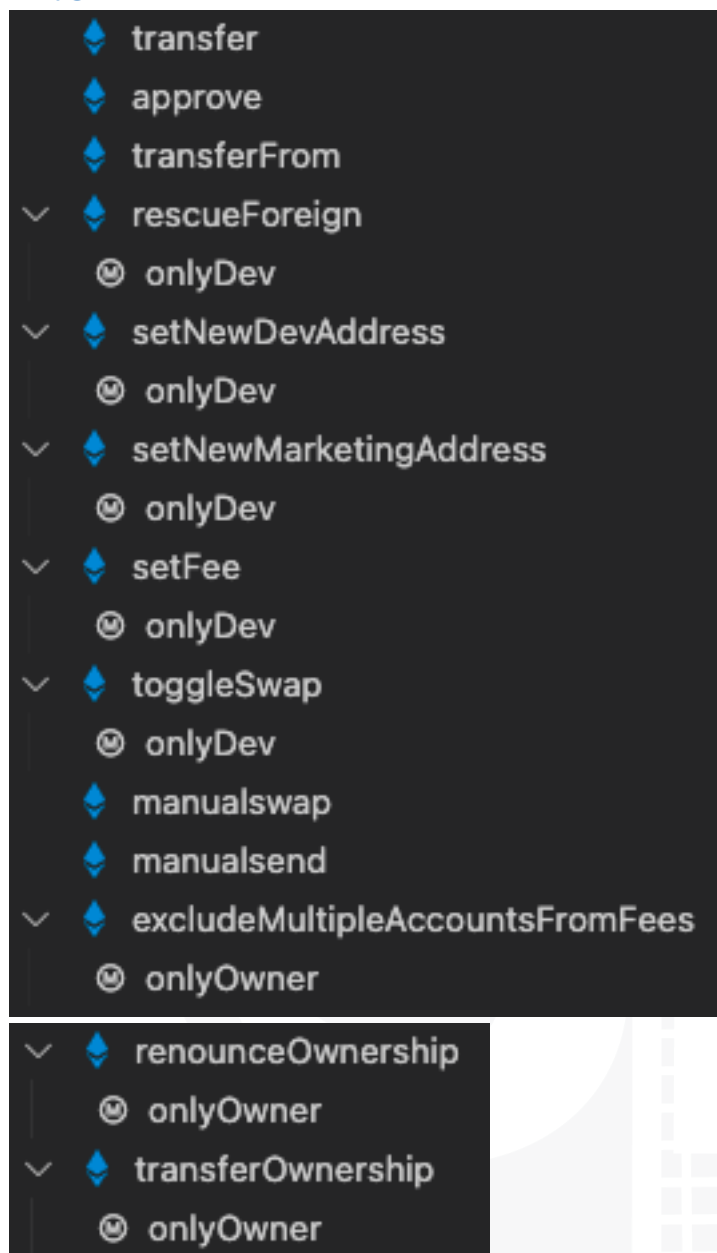 transfer
approve
transferFrom
rescueForeign
onlyDev
setNewDevAddress
onlyDev
setNewMarketingAddress
onlyDev
setFee
onlyDev
toggleSwap
onlyDev
manualswap
manualsend
excludeMultipleAccountsFromFees
onlyOwner
renounceOwnership
onlyOwner
transferOwnership
onlyOwner